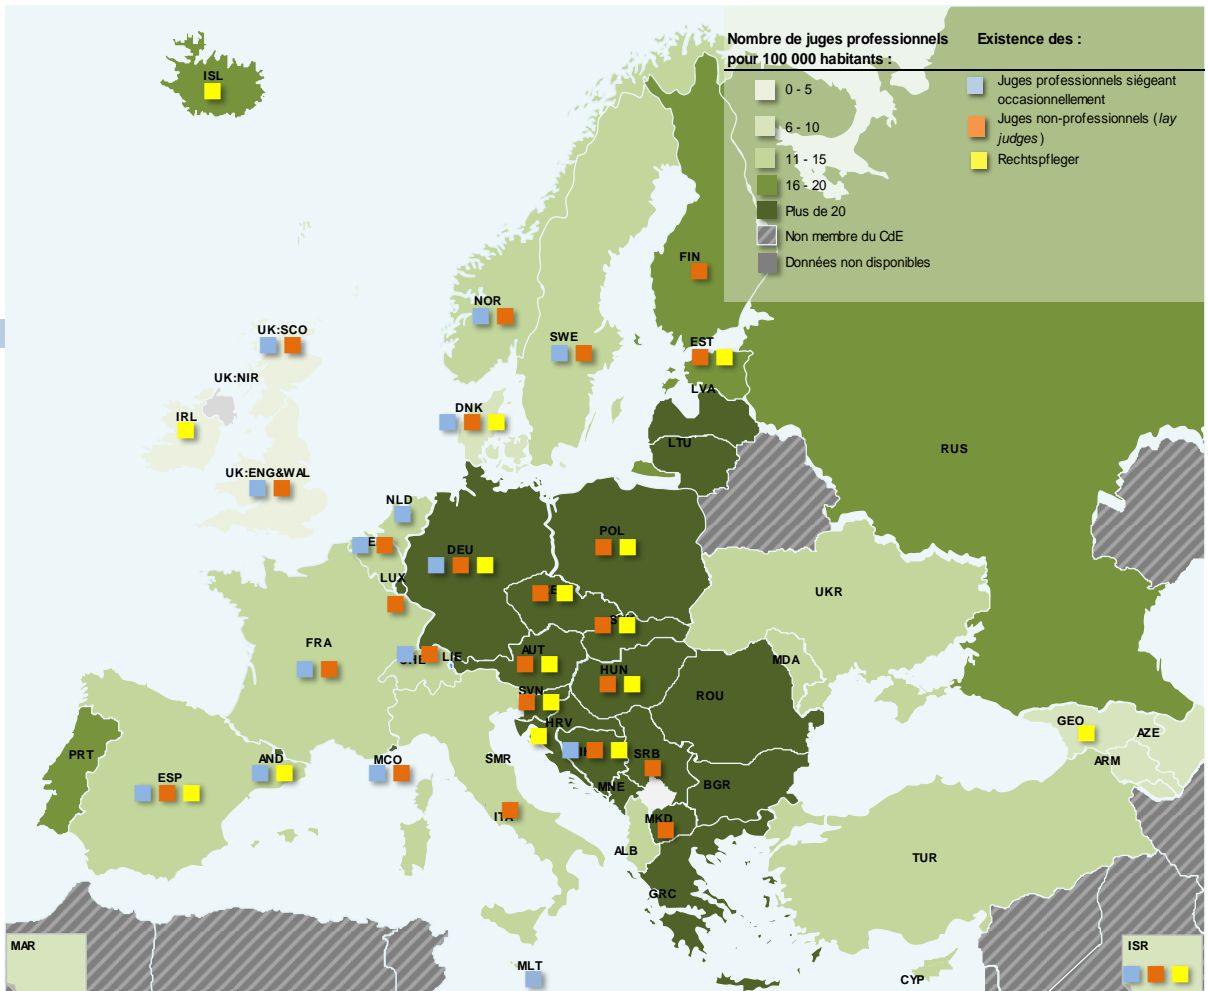 Nombre de juges professionnels
pour 100 000 habitants :
0 - 5
6 - 10
11 - 15
16 - 20
Plus de 20
Non membre du CdE
Données non disponibles
Existence des :
Juges professionnels siégeant
occasionnellement
Juges non-professionnels (lay
judges)
Rechtspfleger
ISL
FIN
NOR
UK:SCO
SWE
EST
UK:NIR
LVA
DNK
IRL
LTU
RUS
UK:ENG&WAL
NLD
POL
DEU
LUX
UKR
FRA
AUT
LIE
MDA
HUN
SVN
ROU
HRV
GEO
AZE
PRT
SRB
AND
MCO
SMR
ARM
ESP
MNE
BGR
ITA
MKD
ALB
TUR
GRC
MAR
ISR
MLT
CYP